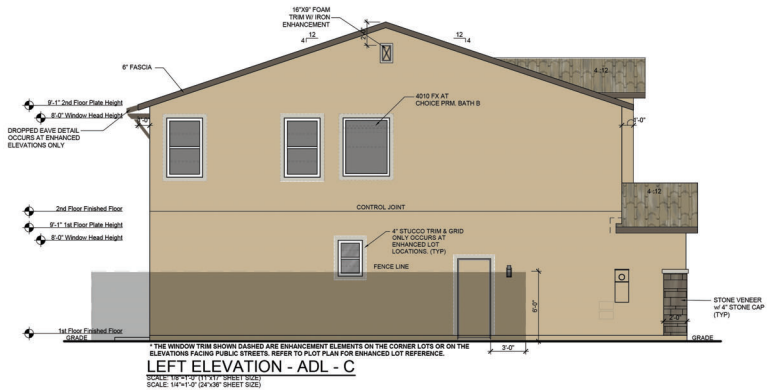 16"X9" FOAM
TRIM W/ IRON
ENHANCEMENT
12
4
12
4
6" FASCIA
4:12
9'-1" 2nd Floor Plate Height
8'-0" Window Head Height
DROPPED EAVE DETAIL
OCCURS AT ENHANCED
ELEVATIONS ONLY
4010 FX AT
CHOICE PRM. BATH B
4:12
2nd Floor Finished Floor
CONTROL JOINT
9'-1" 1st Floor Plate Height
8'-0" Window Head Height
4" STUCCO TRIM & GRID
ONLY OCCURS AT
ENHANCED LOT
LOCATIONS. (TYP)
FENCE LINE
6'-0"
STONE VENEER
w/ 4" STONE CAP
(TYP)
2'-0"
1st Floor Finished Floor
GRADE
GRADE
3'-0"
* THE WINDOW TRIM SHOWN DASHED ARE ENHANCEMENT ELEMENTS ON THE CORNER LOTS OR ON THE
ELEVATIONS FACING PUBLIC STREETS. REFER TO PLOT PLAN FOR ENHANCED LOT REFERENCE.
LEFT ELEVATION - ADL - C
SCALE: 1/8"=1'-0" (11"x17" SHEET SIZE)
SCALE: 1/4"=1'-0" (24"x36" SHEET SIZE)